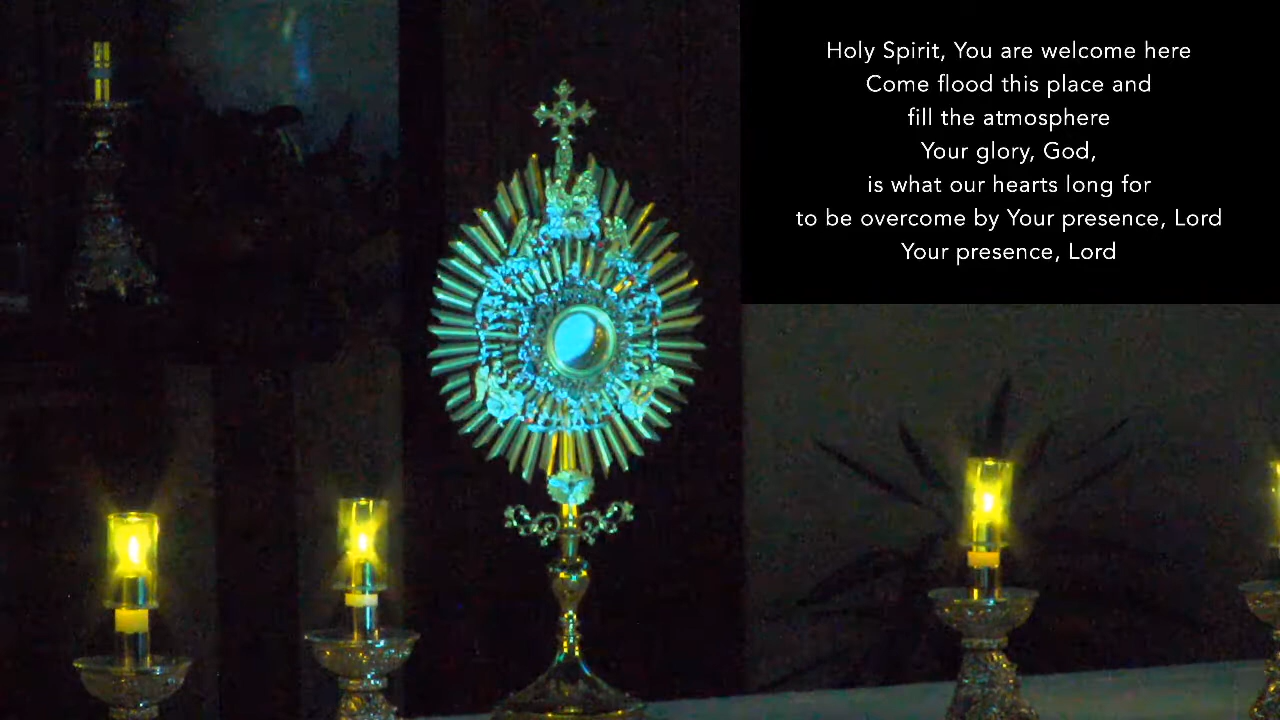 Holy Spirit, You are welcome here
Come flood this place and
fill the atmosphere
Your glory, God,
is what our hearts long for
to be overcome by Your presence, Lord
Your presence, Lord